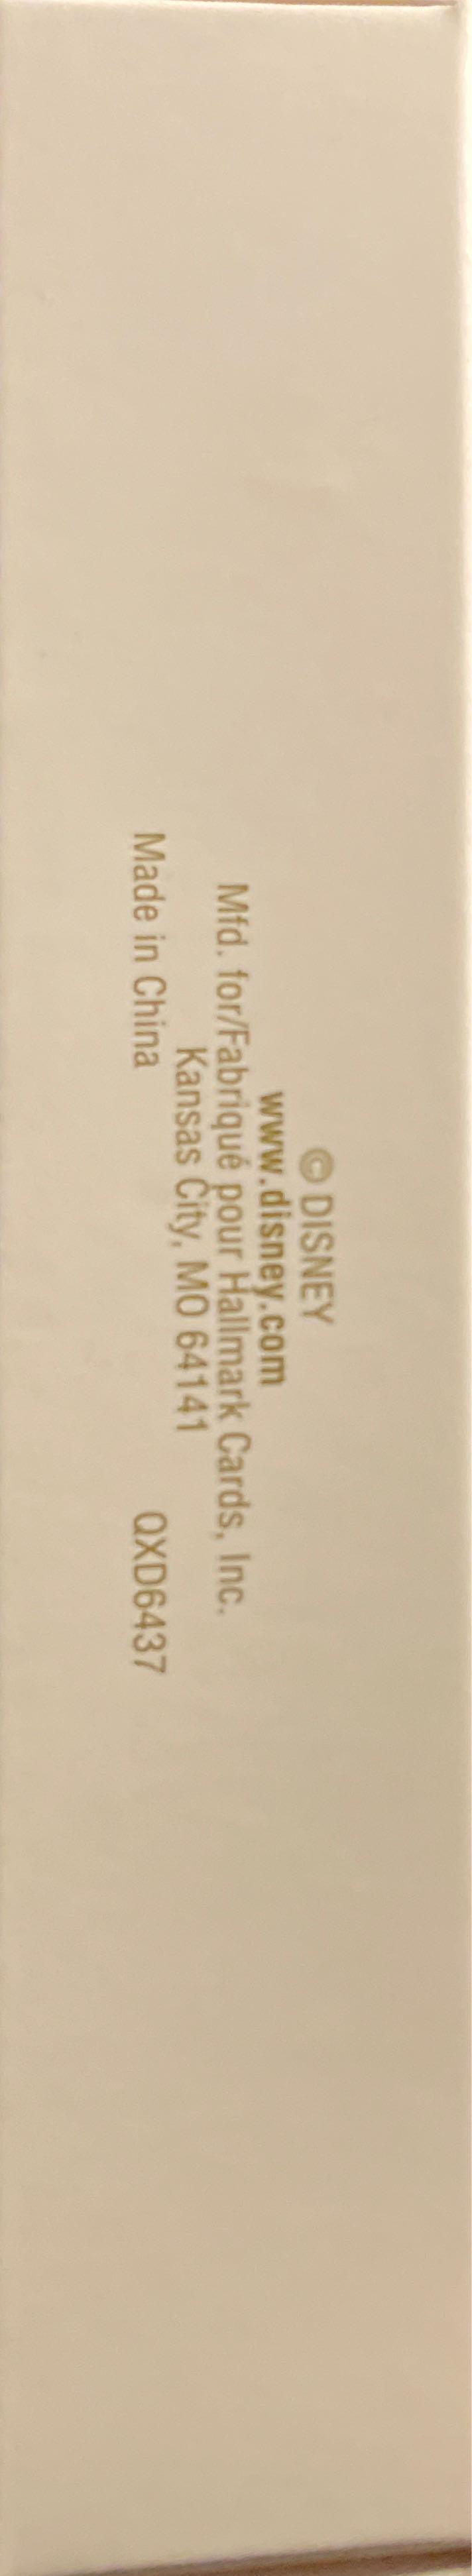 © DISNEY
www.disney.com
Mfd. for/Fabriqué pour Hallmark Cards, Inc.
Kansas City, MO 64141
Made in China QXD6437